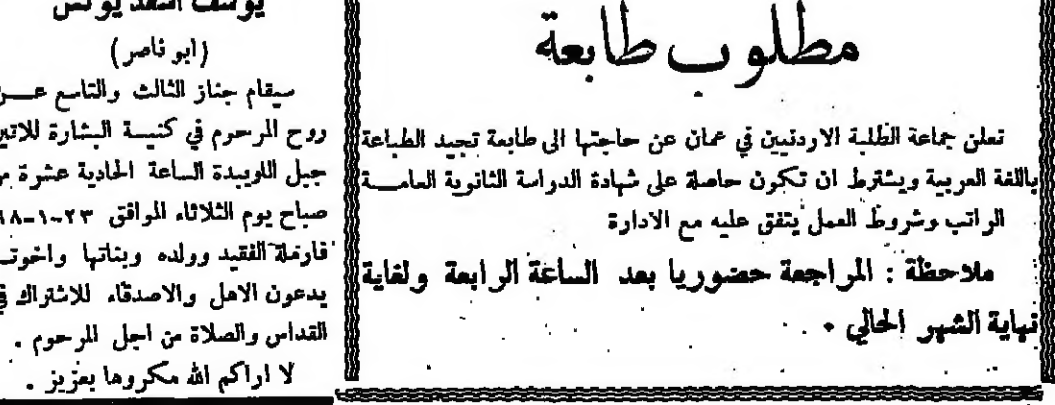 مطلوب طابعة
تعلن جماعة الطلبة الاردنيين في عمان عن حاجتها الى طابعة تجيد الطباعة
باللغة العربية ويشترط ان تكون حاصلة على شهادة الدراسة الثانوية العامة
الراتب وشروط العمل يتفق عليه مع الادارة
ملاحظة : المراجعة حضوريا بعد الساعة الرابعة ولغاية
نهاية الشهر الحالي .
يوسف اسعد يونس
(ابو ناصر)
سيقام جناز الثالث والتاسع عن
روح المرحوم في كنيسة البشارة للاتين
جبل اللويبدة الساعة الحادية عشرة من
صباح يوم الثلاثاء الموافق ٢٣-١-
فارملة الفقيد وولده وبناتها
يدعون الاهل والاصدقاء للاشتراك في
القداس والصلاة من اجل المرحوم .
لا اراكم الله مكروها بعزيز .